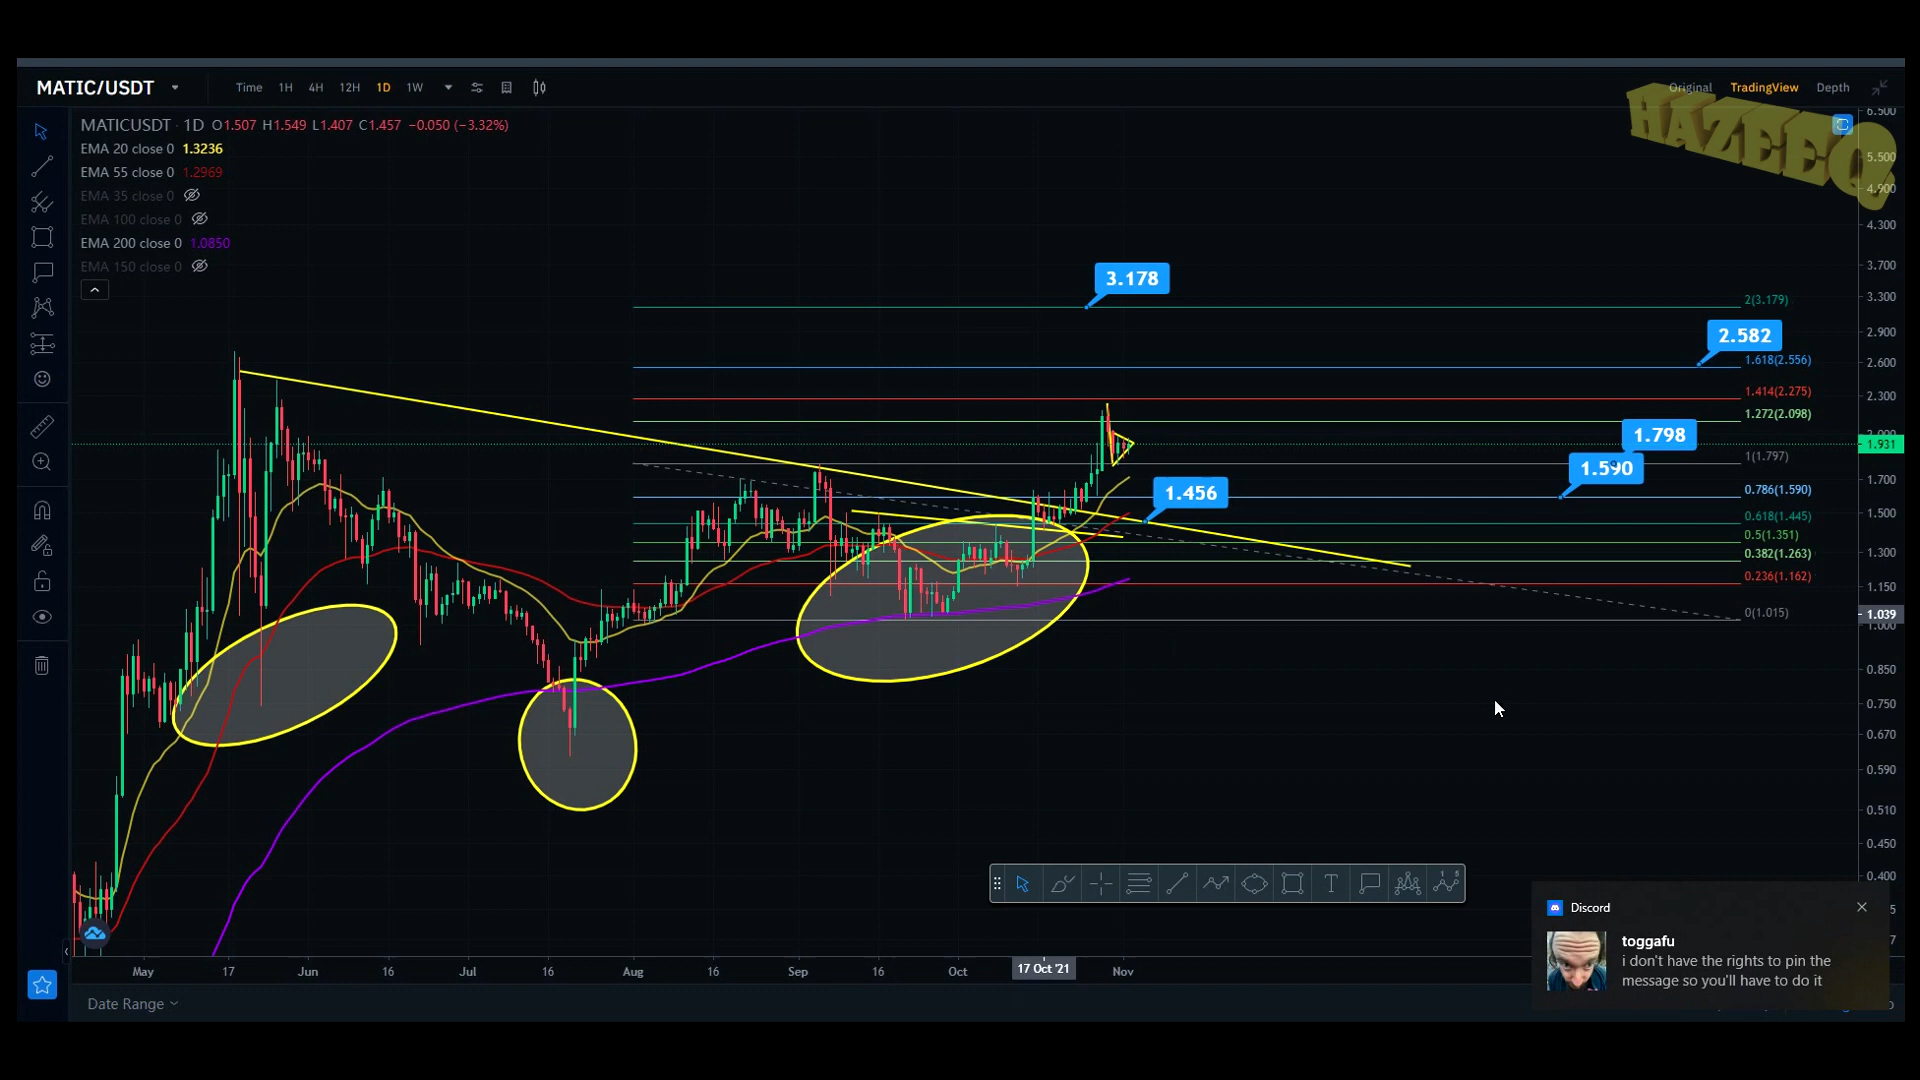 MATIC/USDT
Time 1H 4H 12H 1D 1W
Original TradingView Depth
HAZEEQ
MATICUSDT · 1D O1.507 H1.549 L1.407 C1.457 −0.050 (−3.32%)
EMA 20 close 0 1.3236
EMA 55 close 0 1.2969
EMA 35 close 0
EMA 100 close 0
EMA 200 close 0 1.0850
EMA 150 close 0
6.500
5.500
4.900
4.300
3.700
3.300
2.900
2.600
2.300
1.931
1.700
1.500
1.300
1.150
1.039
1.000
0.850
0.750
0.670
0.590
0.510
0.450
0.400
3.178
2.582
1.798
1.590
1.456
2(3.179)
1.618(2.556)
1.414(2.275)
1.272(2.098)
1(1.797)
0.786(1.590)
0.618(1.445)
0.5(1.351)
0.382(1.263)
0.236(1.162)
0(1.015)
Discord
toggafu
i don't have the rights to pin the
message so you'll have to do it
May 17 Jun 16 Jul 16 Aug 16 Sep 16 Oct 17 Oct '21 Nov
Date Range